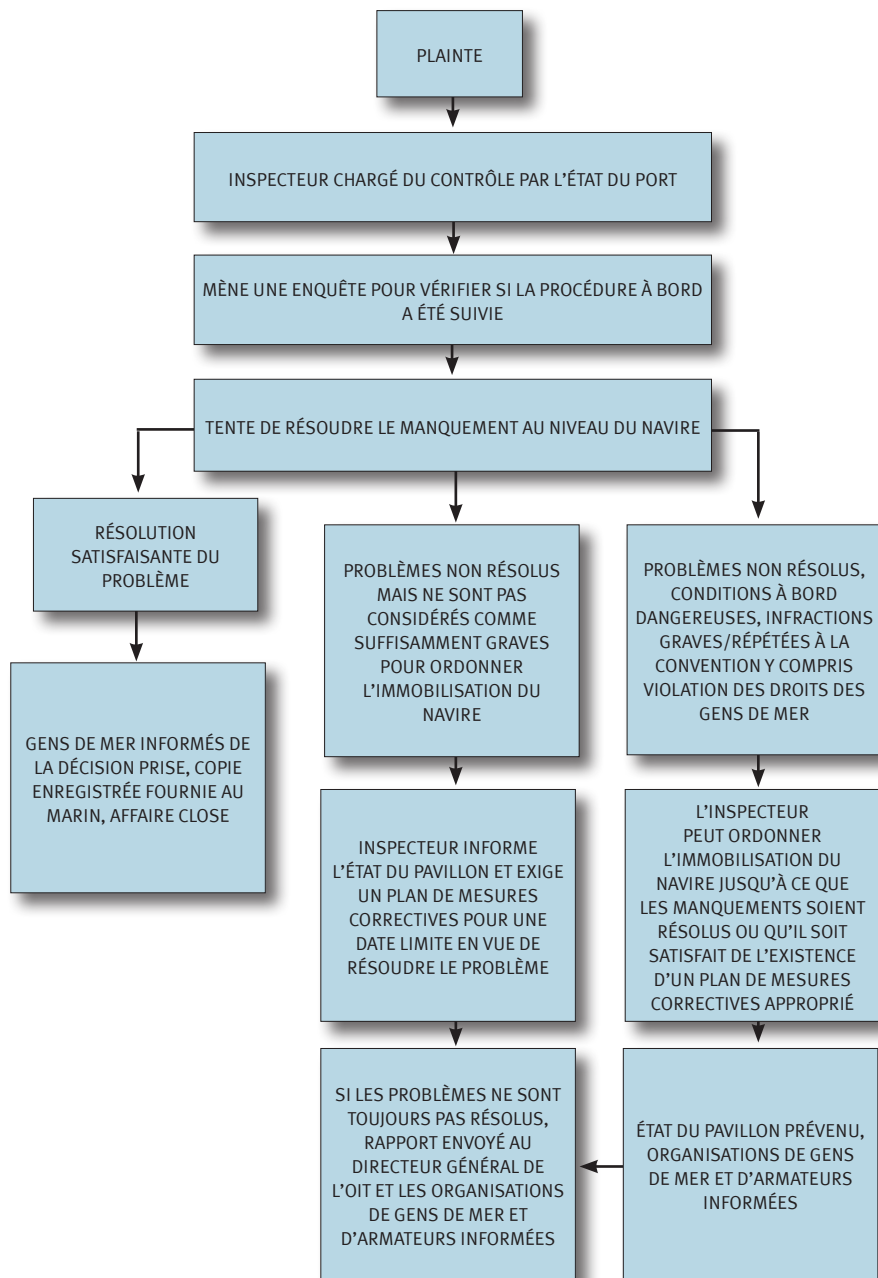 PLAINTE
INSPECTEUR CHARGÉ DU CONTRÔLE PAR L'ÉTAT DU PORT
MÈNE UNE ENQUÊTE POUR VÉRIFIER SI LA PROCÉDURE À BORD
A ÉTÉ SUIVIE
TENTE DE RÉSOUDRE LE MANQUEMENT AU NIVEAU DU NAVIRE
RÉSOLUTION
SATISFAISANTE DU
PROBLÈME
GENS DE MER INFORMÉS DE
LA DÉCISION PRISE, COPIE
ENREGISTRÉE FOURNIE AU
MARIN, AFFAIRE CLOSE
PROBLÈMES NON RÉSOLUS
MAIS NE SONT PAS
CONSIDÉRÉS COMME
SUFFISAMMENT GRAVES
POUR ORDONNER
L'IMMOBILISATION DU
NAVIRE
INSPECTEUR INFORME
L'ÉTAT DU PAVILLON ET EXIGE
UN PLAN DE MESURES
CORRECTIVES POUR UNE
DATE LIMITE EN VUE DE
RÉSOUDRE LE PROBLÈME
SI LES PROBLÈMES NE SONT
TOUJOURS PAS RÉSOLUS,
RAPPORT ENVOYÉ AU
DIRECTEUR GÉNÉRAL DE
L'OIT ET LES ORGANISATIONS
DE GENS DE MER ET
D'ARMATEURS INFORMÉES
PROBLÈMES NON RÉSOLUS,
CONDITIONS À BORD
DANGEREUSES, INFRACTIONS
GRAVES/RÉPÉTÉES À LA
CONVENTION Y COMPRIS
VIOLATION DES DROITS DES
GENS DE MER
L'INSPECTEUR
PEUT ORDONNER
L'IMMOBILISATION DU
NAVIRE JUSQU'À CE QUE
LES MANQUEMENTS SOIENT
RÉSOLUS OU QU'IL SOIT
SATISFAIT DE L'EXISTENCE
D'UN PLAN DE MESURES
CORRECTIVES APPROPRIÉ
ÉTAT DU PAVILLON PRÉVENU,
ORGANISATIONS DE GENS
DE MER ET D'ARMATEURS
INFORMÉES